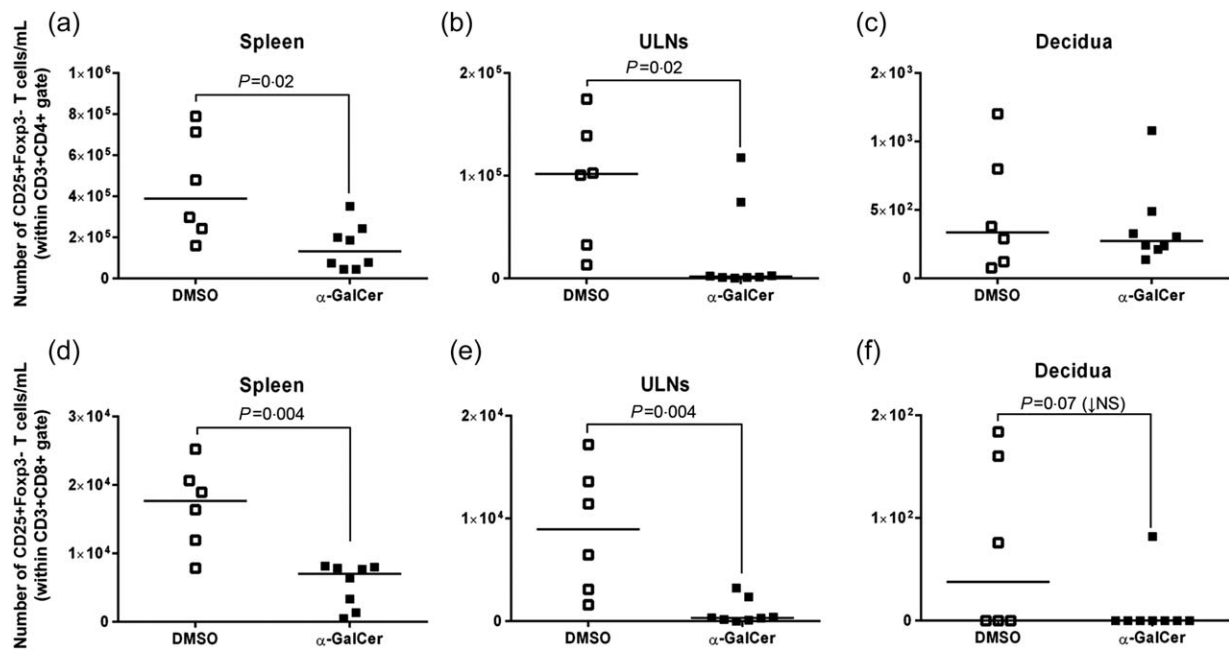 (a)
Spleen
Number of CD25+Foxp3- T cells/mL
(within CD3+CD4+ gate)
1×10⁶
8×10⁵
6×10⁵
4×10⁵
2×10⁵
0
P=0·02
DMSO
α-GalCer
(b)
ULNs
2×10⁵
1×10⁵
0
P=0·02
DMSO
α-GalCer
(c)
Decidua
2×10³
1×10³
5×10²
0
DMSO
α-GalCer
(d)
Spleen
Number of CD25+Foxp3- T cells/mL
(within CD3+CD8+ gate)
3×10⁴
2×10⁴
1×10⁴
0
P=0·004
DMSO
α-GalCer
(e)
ULNs
2×10⁴
1×10⁴
0
P=0·004
DMSO
α-GalCer
(f)
Decidua
2×10²
1×10²
0
P=0·07 (↓NS)
DMSO
α-GalCer